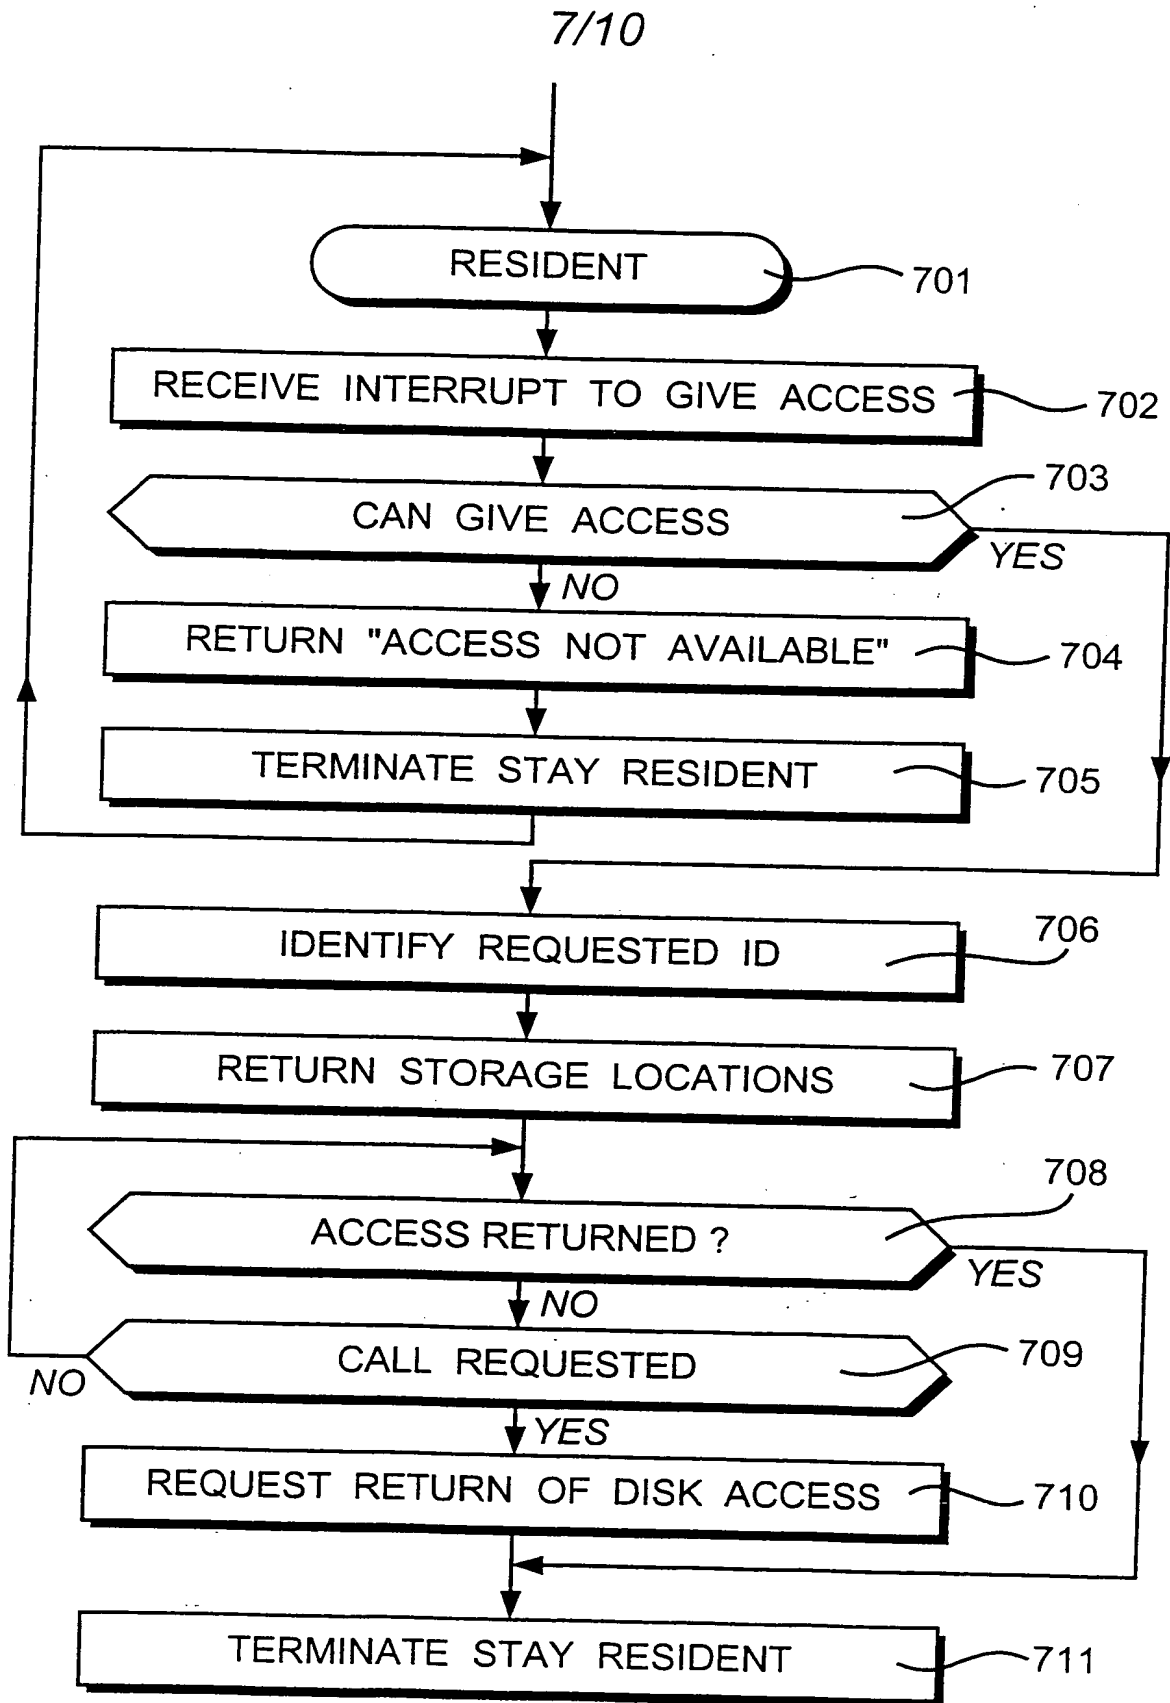 7/10
RESIDENT
701
RECEIVE INTERRUPT TO GIVE ACCESS
702
703
CAN GIVE ACCESS
YES
NO
RETURN "ACCESS NOT AVAILABLE"
704
TERMINATE STAY RESIDENT
705
706
IDENTIFY REQUESTED ID
RETURN STORAGE LOCATIONS
707
708
ACCESS RETURNED ?
YES
NO
CALL REQUESTED
709
NO
YES
REQUEST RETURN OF DISK ACCESS
710
TERMINATE STAY RESIDENT
711